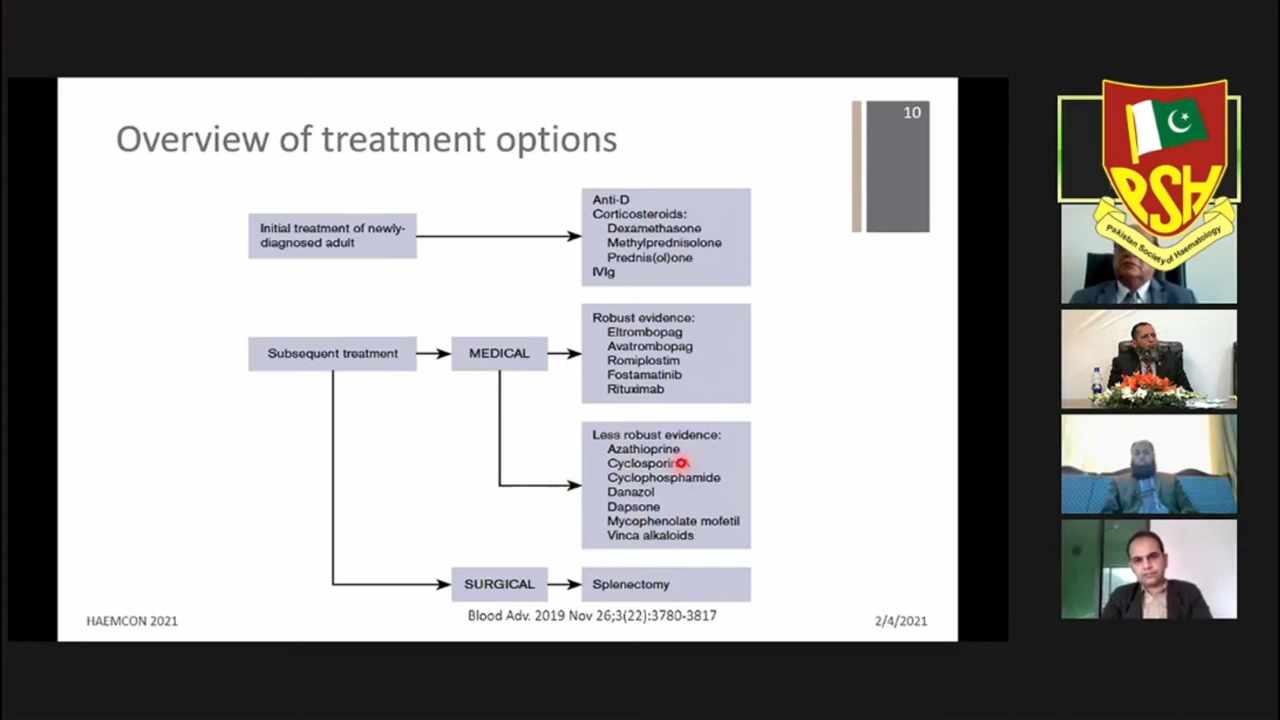 10
Overview of treatment options
Initial treatment of newly-
diagnosed adult
Anti-D
Corticosteroids:
Dexamethasone
Methylprednisolone
Prednis(ol)one
IVIg
Subsequent treatment
MEDICAL
Robust evidence:
Eltrombopag
Avatrombopag
Romiplostim
Fostamatinib
Rituximab
Less robust evidence:
Azathioprine
Cyclophosphamide
Danazol
Dapsone
Mycophenolate mofetil
Vinca alkaloids
SURGICAL
Splenectomy
HAEMCON 2021
Blood Adv. 2019 Nov 26;3(22):3780-3817
2/4/2021
PSH
Pakistan Society of Haematology